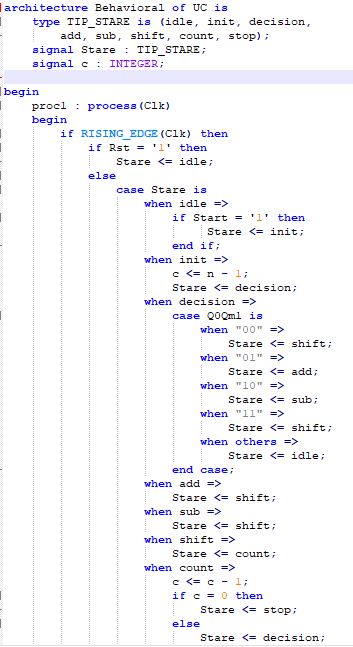 architecture Behavioral of UC is
    type TIP_STARE is (idle, init, decision,
        add, sub, shift, count, stop);
    signal Stare : TIP_STARE;
    signal c : INTEGER;

begin
    proc1 : process(Clk)
    begin
        if RISING_EDGE(Clk) then
            if Rst = '1' then
                Stare <= idle;
            else
                case Stare is
                    when idle =>
                        if Start = '1' then
                            Stare <= init;
                        end if;
                    when init =>
                        c <= n - 1;
                        Stare <= decision;
                    when decision =>
                        case Q0Qm1 is
                            when "00" =>
                                Stare <= shift;
                            when "01" =>
                                Stare <= add;
                            when "10" =>
                                Stare <= sub;
                            when "11" =>
                                Stare <= shift;
                            when others =>
                                Stare <= idle;
                        end case;
                    when add =>
                        Stare <= shift;
                    when sub =>
                        Stare <= shift;
                    when shift =>
                        Stare <= count;
                    when count =>
                        c <= c - 1;
                        if c = 0 then
                            Stare <= stop;
                        else
                            Stare <= decision;